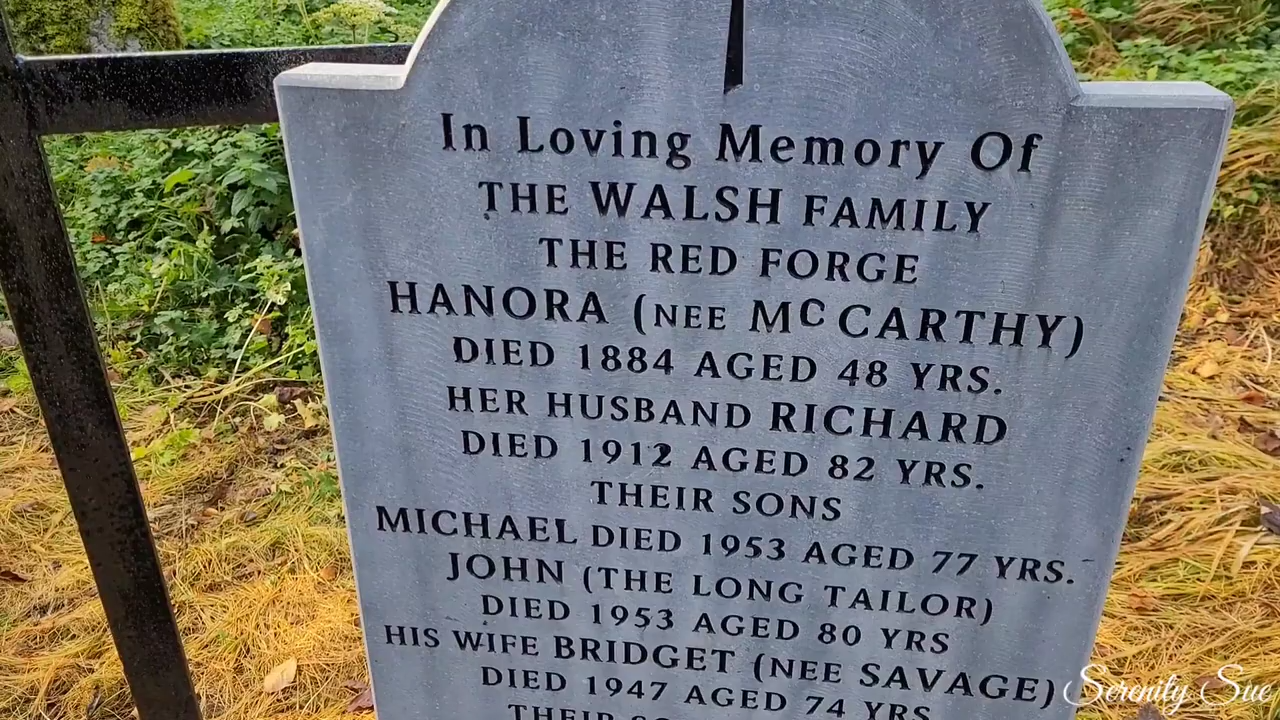 In Loving Memory Of
THE WALSH FAMILY
THE RED FORGE
HANORA (NEE McCARTHY)
DIED 1884 AGED 48 YRS.
HER HUSBAND RICHARD
DIED 1912 AGED 82 YRS.
THEIR SONS
MICHAEL DIED 1953 AGED 77 YRS.
JOHN (THE LONG TAILOR)
DIED 1953 AGED 80 YRS
HIS WIFE BRIDGET (NEE SAVAGE)
DIED 1947 AGED 74 YRS
THEIR
Serenity Sue